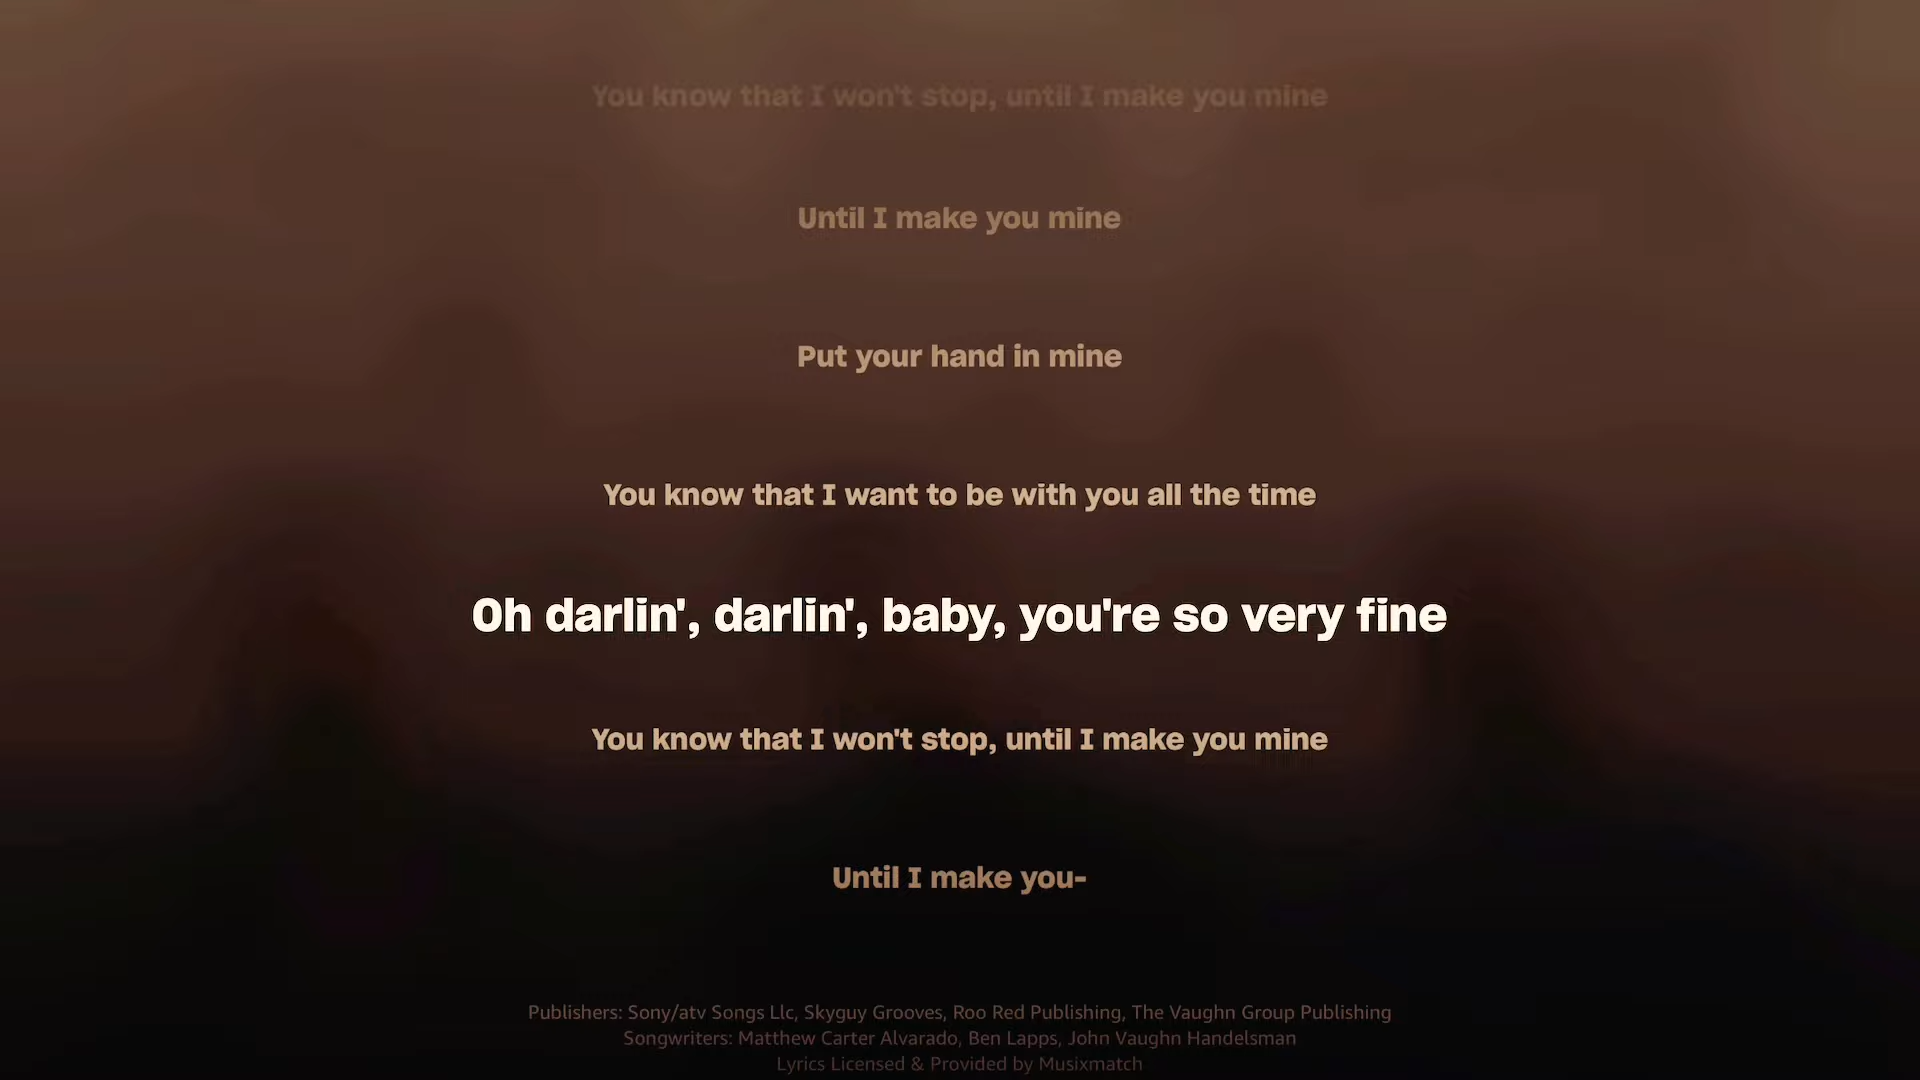 You know that I won't stop, until I make you mine
Until I make you mine
Put your hand in mine
You know that I want to be with you all the time
Oh darlin', darlin', baby, you're so very fine
You know that I won't stop, until I make you mine
Until I make you-
Publishers: Sony/atv Songs Llc, Skyguy Grooves, Roo Red Publishing, The Vaughn Group Publishing
Songwriters: Matthew Carter Alvarado, Ben Lapps, John Vaughn Handelsman
Lyrics Licensed & Provided by Musixmatch